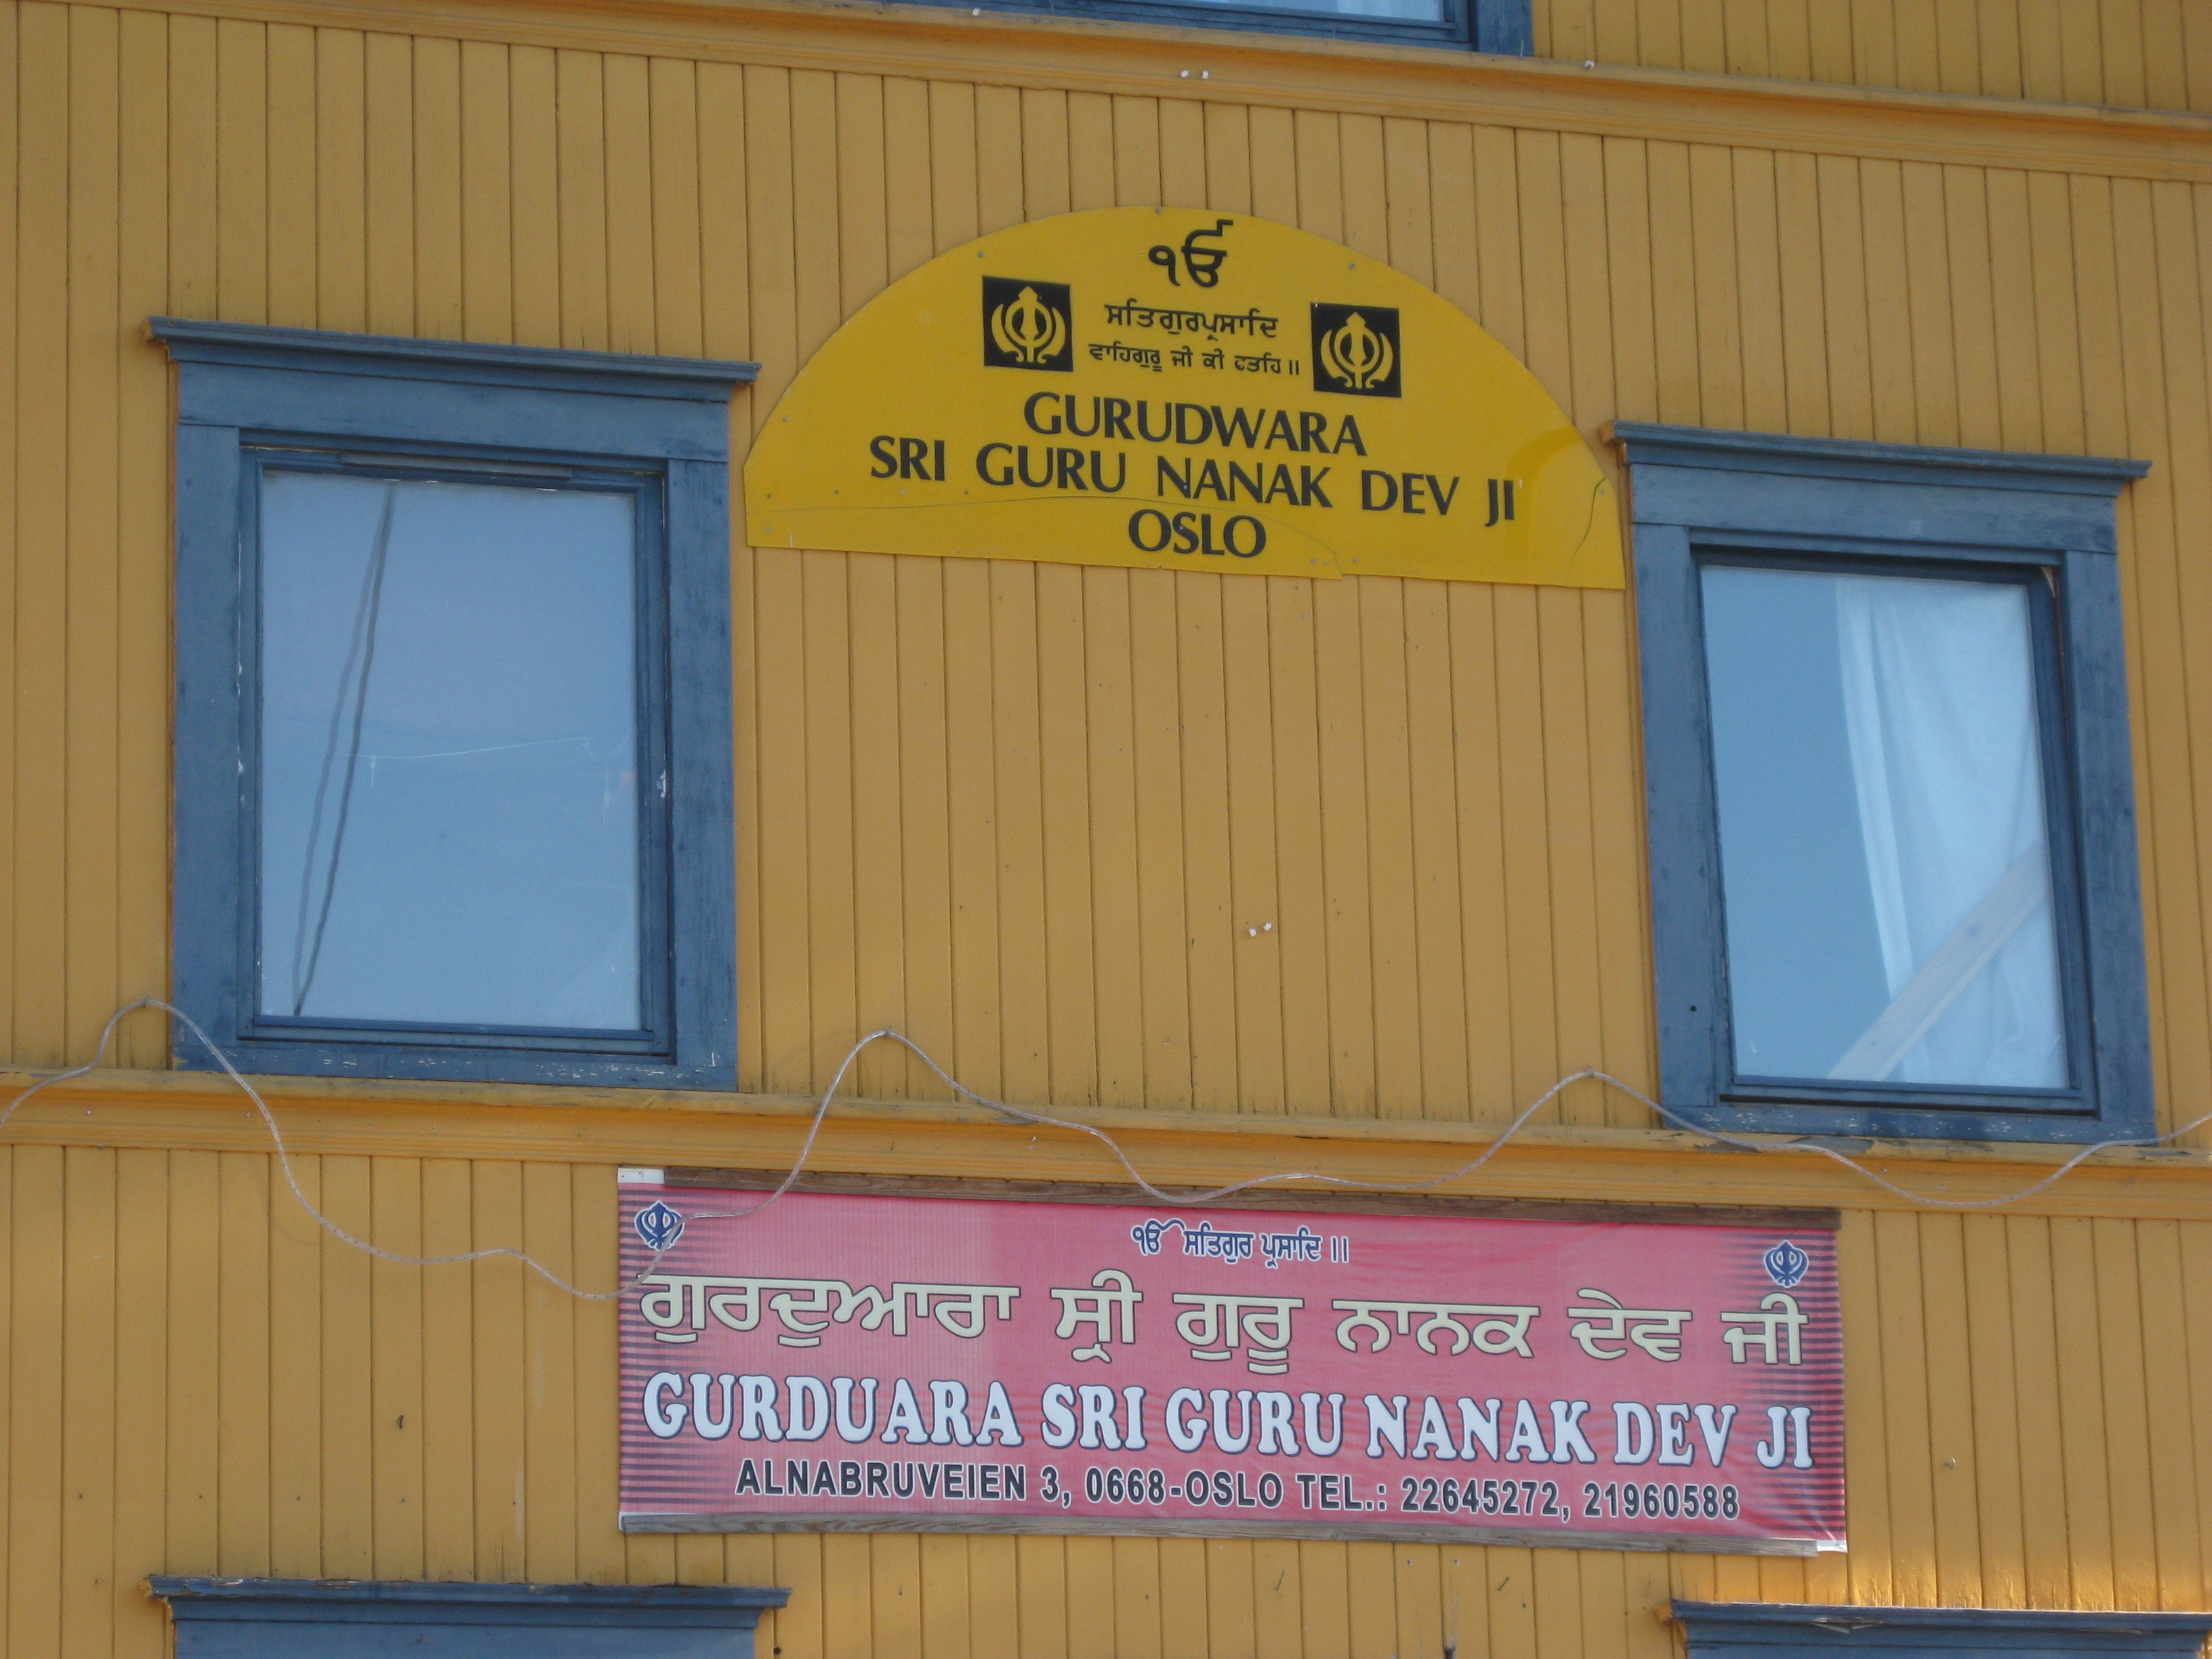 ੴ
ਸਤਿਗੁਰਪ੍ਰਸਾਦਿ
ਵਾਹਿਗੁਰੂ ਜੀ ਕੀ ਫਤਹਿ॥
GURUDWARA
SRI GURU NANAK DEV JI
OSLO
ੴ ਸਤਿਗੁਰ ਪ੍ਰਸਾਦਿ ॥
ਗੁਰਦੁਆਰਾ ਸ੍ਰੀ ਗੁਰੂ ਨਾਨਕ ਦੇਵ ਜੀ
GURDUARA SRI GURU NANAK DEV JI
ALNABRUVEIEN 3, 0668-OSLO TEL.: 22645272, 21960588